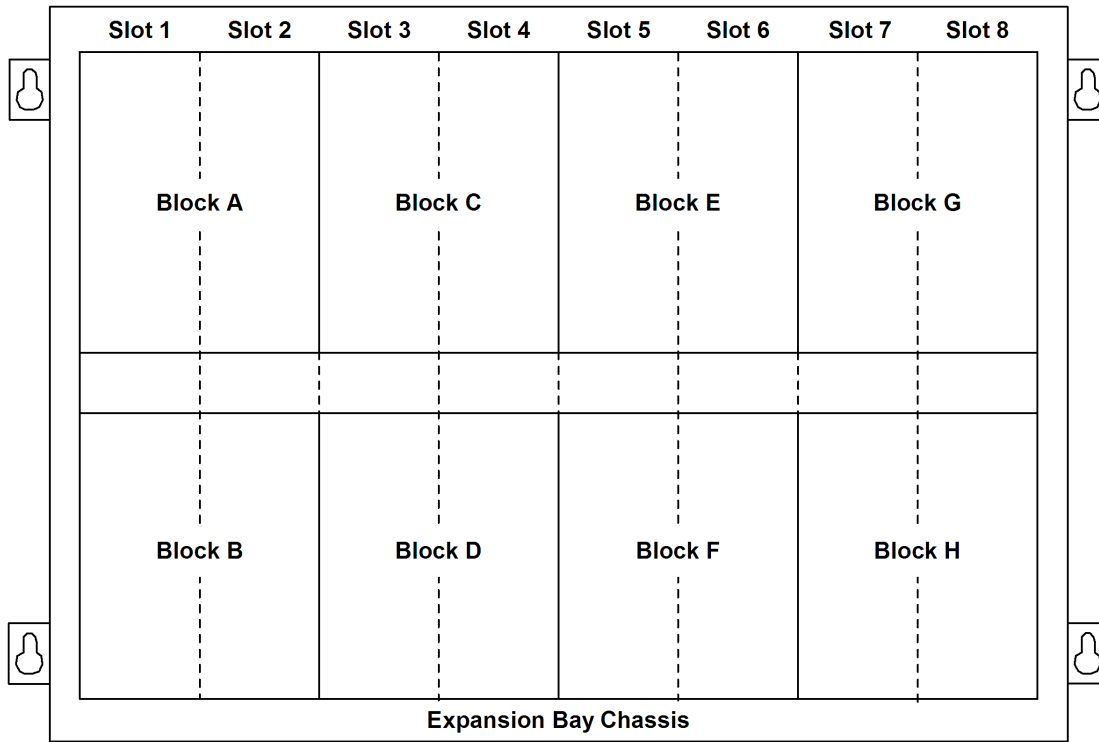 Slot 1 Slot 2 Slot 3 Slot 4 Slot 5 Slot 6 Slot 7 Slot 8
Block A Block C Block E Block G
Block B Block D Block F Block H
Expansion Bay Chassis